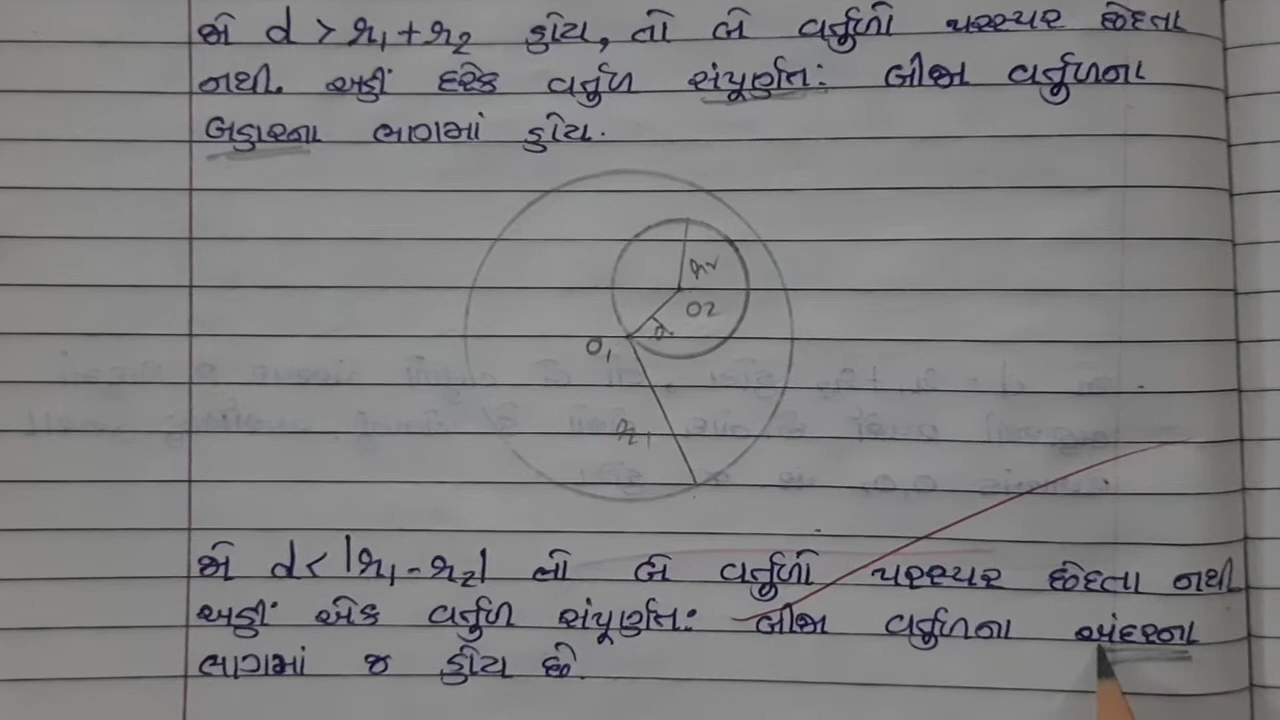 જો d > r₁ + r₂ હોય, તો બે વર્તુળો પરસ્પર છેદતા
નથી. અહીં દરેક વર્તુળ સંપૂર્ણતઃ બીજા વર્તુળના
બહારના ભાગમાં હોય.
r₂
O2
d
O₁
r₁
જો d < |r₁ - r₂| તો બે વર્તુળો પરસ્પર છેદતા નથી
અહીં એક વર્તુળ સંપૂર્ણતઃ બીજા વર્તુળના અંદરના
ભાગમાં જ હોય છે.